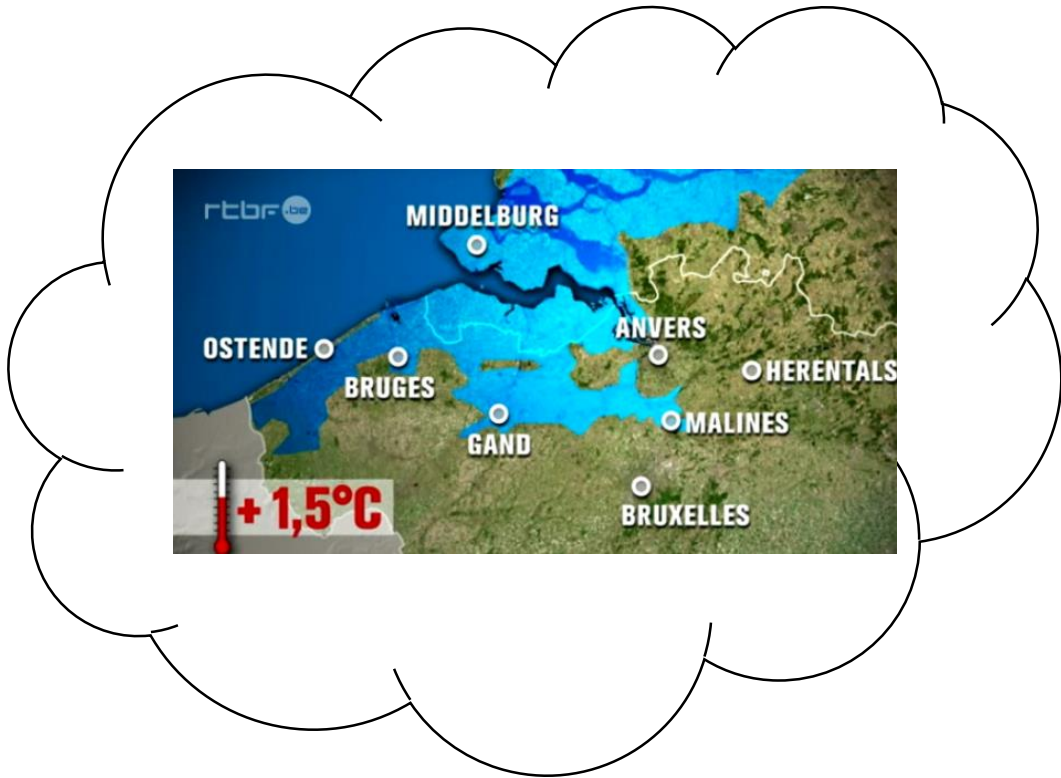 rtbf.be
MIDDELBURG
ANVERS
OSTENDE
HERENTALS
BRUGES
GAND
MALINES
+ 1,5°C
BRUXELLES